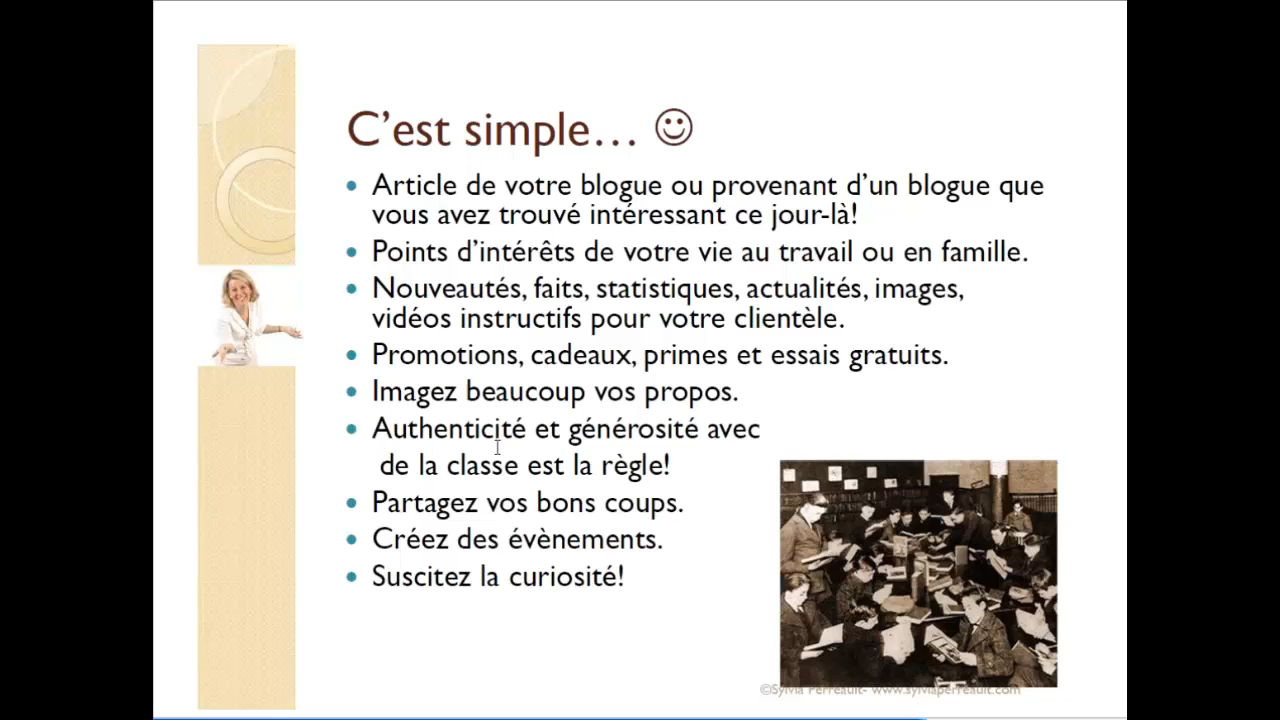 C’est simple… ☺
• Article de votre blogue ou provenant d’un blogue que
vous avez trouvé intéressant ce jour-là!
• Points d’intérêts de votre vie au travail ou en famille.
• Nouveautés, faits, statistiques, actualités, images,
vidéos instructifs pour votre clientèle.
• Promotions, cadeaux, primes et essais gratuits.
• Imagez beaucoup vos propos.
• Authenticité et générosité avec
de la classe est la règle!
• Partagez vos bons coups.
• Créez des évènements.
• Suscitez la curiosité!
©Sylvia Perreault- www.sylviaperreault.com